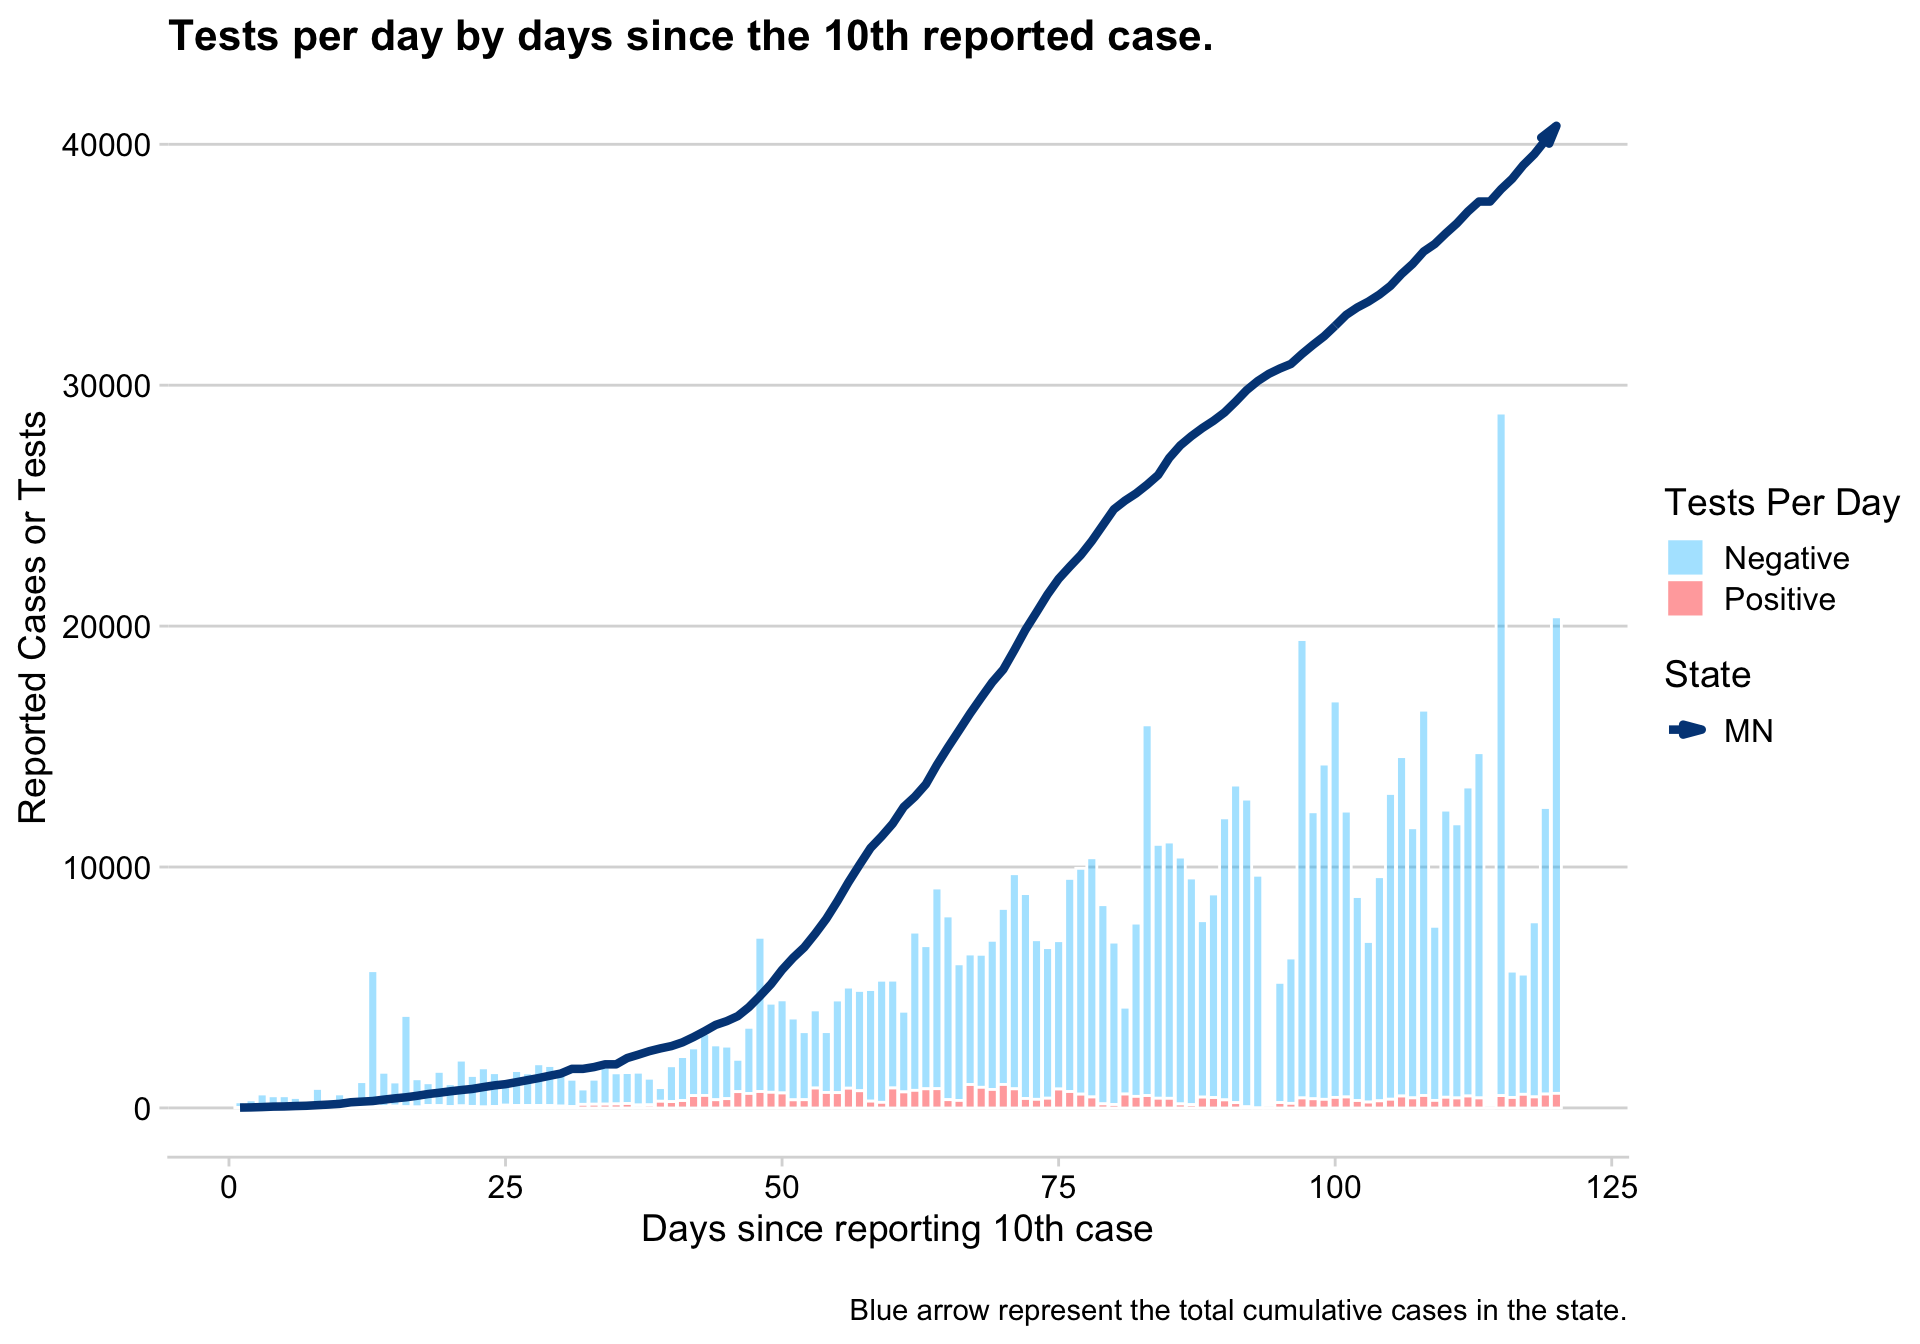 Tests per day by days since the 10th reported case.
40000
30000
20000
10000
0
Reported Cases or Tests
0 25 50 75 100 125
Days since reporting 10th case
Tests Per Day
Negative
Positive
State
MN
Blue arrow represent the total cumulative cases in the state.